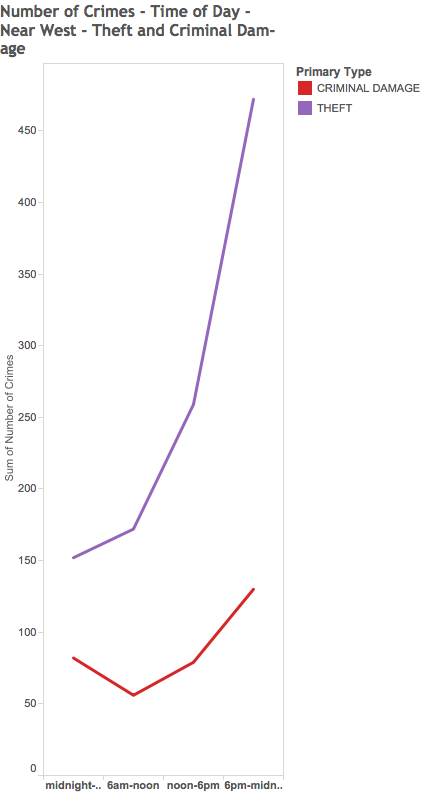 Number of Crimes - Time of Day -
Near West - Theft and Criminal Dam-
age
Primary Type
CRIMINAL DAMAGE
THEFT
Sum of Number of Crimes
450
400
350
300
250
200
150
100
50
0
midnight-.. 6am-noon noon-6pm 6pm-midn..